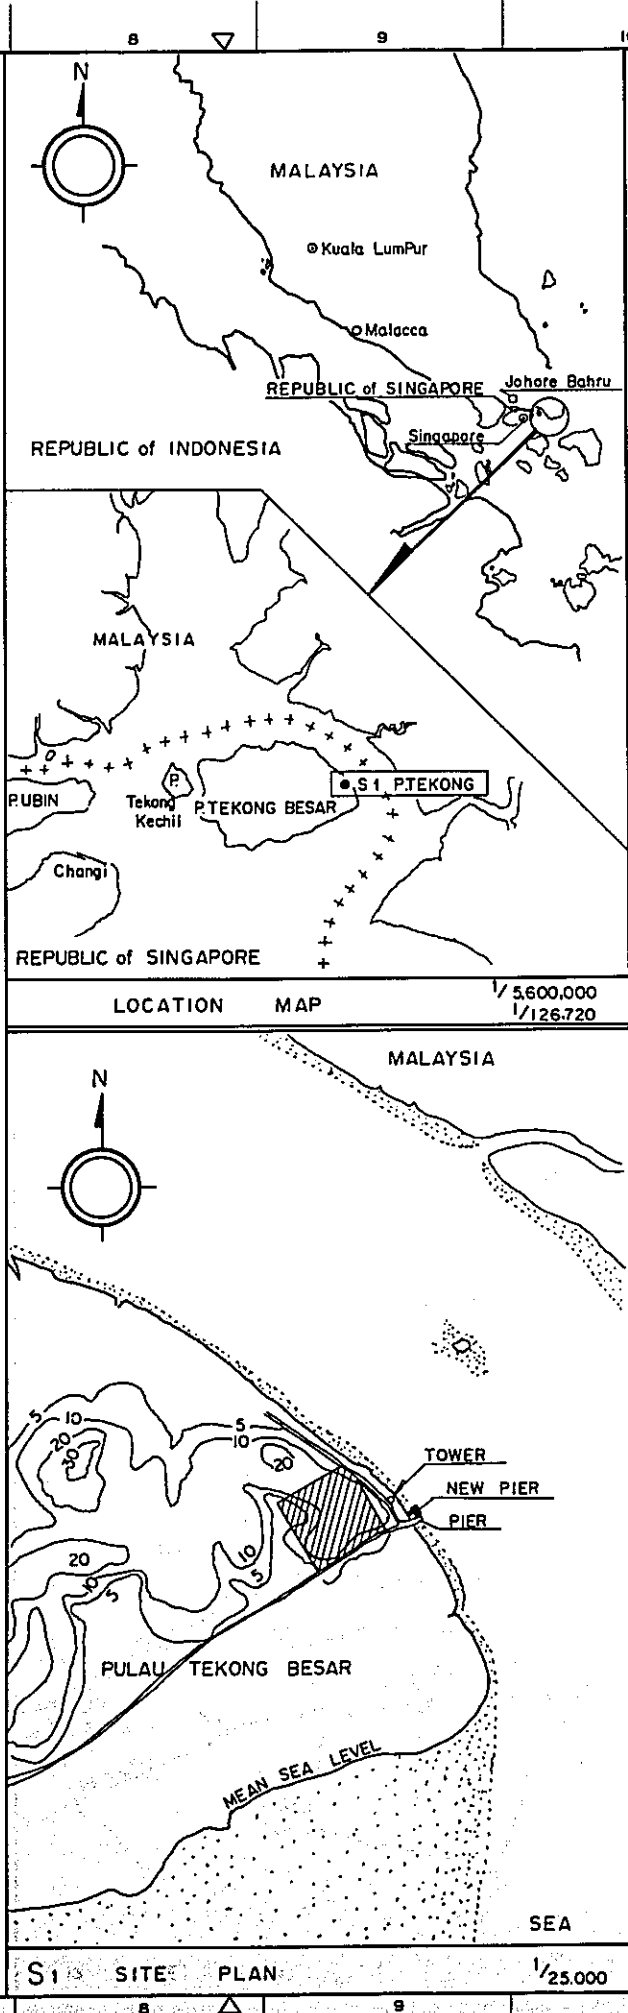 8 9 10
N
MALAYSIA
Kuala LumPur
Malacca
REPUBLIC of SINGAPORE
Johore Bahru
Singapore
REPUBLIC of INDONESIA
MALAYSIA
P.UBIN
P.
Tekong
Kechil
P.TEKONG BESAR
S1 P.TEKONG
Changi
REPUBLIC of SINGAPORE
LOCATION MAP
1/5,600,000
1/126.720
MALAYSIA
N
5
10
20
30
5
10
20
TOWER
NEW PIER
PIER
20
10
5
10
5
PULAU TEKONG BESAR
MEAN SEA LEVEL
SEA
S1 SITE PLAN 1/25.000
8 9